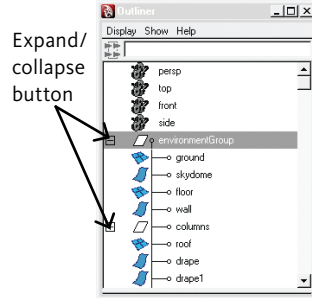 Outliner
Display Show Help
Expand/
collapse
button
persp
top
front
side
environmentGroup
ground
skydome
floor
wall
columns
roof
drape
drape1